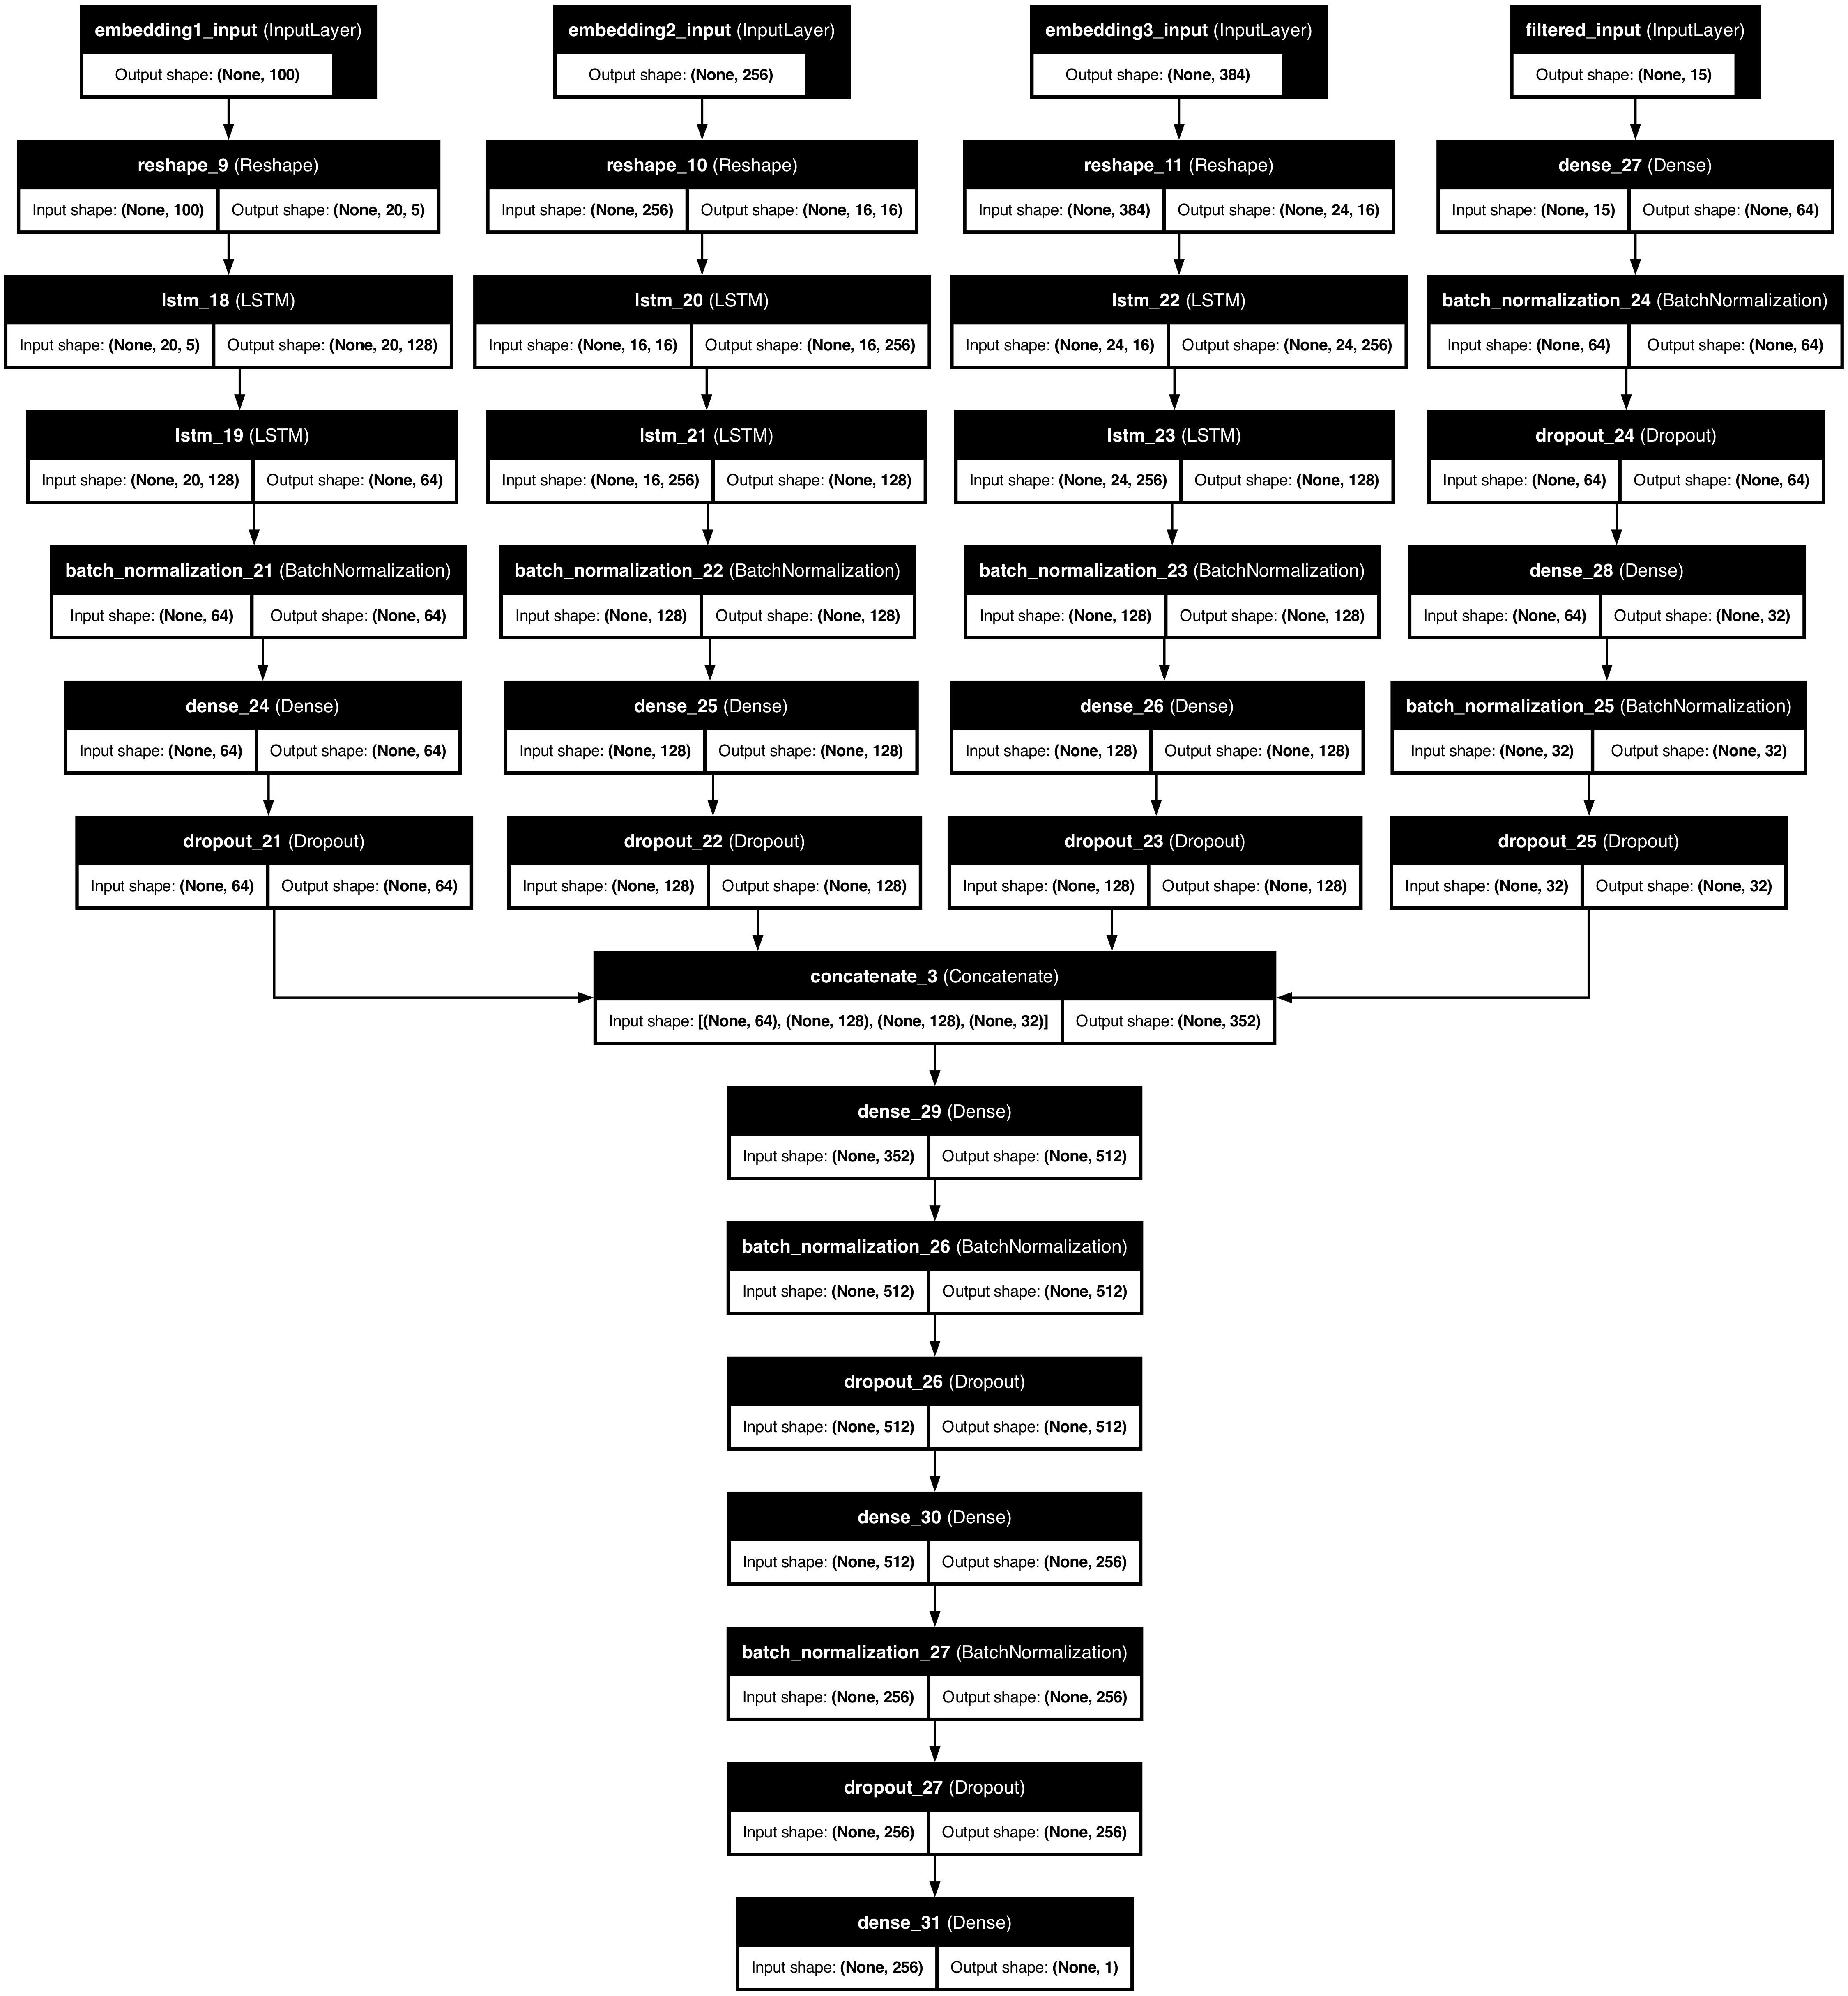 embedding1_input (InputLayer)
Output shape: (None, 100)
embedding2_input (InputLayer)
Output shape: (None, 256)
embedding3_input (InputLayer)
Output shape: (None, 384)
filtered_input (InputLayer)
Output shape: (None, 15)
reshape_9 (Reshape)
Input shape: (None, 100) Output shape: (None, 20, 5)
reshape_10 (Reshape)
Input shape: (None, 256) Output shape: (None, 16, 16)
reshape_11 (Reshape)
Input shape: (None, 384) Output shape: (None, 24, 16)
dense_27 (Dense)
Input shape: (None, 15) Output shape: (None, 64)
lstm_18 (LSTM)
Input shape: (None, 20, 5) Output shape: (None, 20, 128)
lstm_20 (LSTM)
Input shape: (None, 16, 16) Output shape: (None, 16, 256)
lstm_22 (LSTM)
Input shape: (None, 24, 16) Output shape: (None, 24, 256)
batch_normalization_24 (BatchNormalization)
Input shape: (None, 64) Output shape: (None, 64)
lstm_19 (LSTM)
Input shape: (None, 20, 128) Output shape: (None, 64)
lstm_21 (LSTM)
Input shape: (None, 16, 256) Output shape: (None, 128)
lstm_23 (LSTM)
Input shape: (None, 24, 256) Output shape: (None, 128)
dropout_24 (Dropout)
Input shape: (None, 64) Output shape: (None, 64)
batch_normalization_21 (BatchNormalization)
Input shape: (None, 64) Output shape: (None, 64)
batch_normalization_22 (BatchNormalization)
Input shape: (None, 128) Output shape: (None, 128)
batch_normalization_23 (BatchNormalization)
Input shape: (None, 128) Output shape: (None, 128)
dense_28 (Dense)
Input shape: (None, 64) Output shape: (None, 32)
dense_24 (Dense)
Input shape: (None, 64) Output shape: (None, 64)
dense_25 (Dense)
Input shape: (None, 128) Output shape: (None, 128)
dense_26 (Dense)
Input shape: (None, 128) Output shape: (None, 128)
batch_normalization_25 (BatchNormalization)
Input shape: (None, 32) Output shape: (None, 32)
dropout_21 (Dropout)
Input shape: (None, 64) Output shape: (None, 64)
dropout_22 (Dropout)
Input shape: (None, 128) Output shape: (None, 128)
dropout_23 (Dropout)
Input shape: (None, 128) Output shape: (None, 128)
dropout_25 (Dropout)
Input shape: (None, 32) Output shape: (None, 32)
concatenate_3 (Concatenate)
Input shape: [(None, 64), (None, 128), (None, 128), (None, 32)] Output shape: (None, 352)
dense_29 (Dense)
Input shape: (None, 352) Output shape: (None, 512)
batch_normalization_26 (BatchNormalization)
Input shape: (None, 512) Output shape: (None, 512)
dropout_26 (Dropout)
Input shape: (None, 512) Output shape: (None, 512)
dense_30 (Dense)
Input shape: (None, 512) Output shape: (None, 256)
batch_normalization_27 (BatchNormalization)
Input shape: (None, 256) Output shape: (None, 256)
dropout_27 (Dropout)
Input shape: (None, 256) Output shape: (None, 256)
dense_31 (Dense)
Input shape: (None, 256) Output shape: (None, 1)